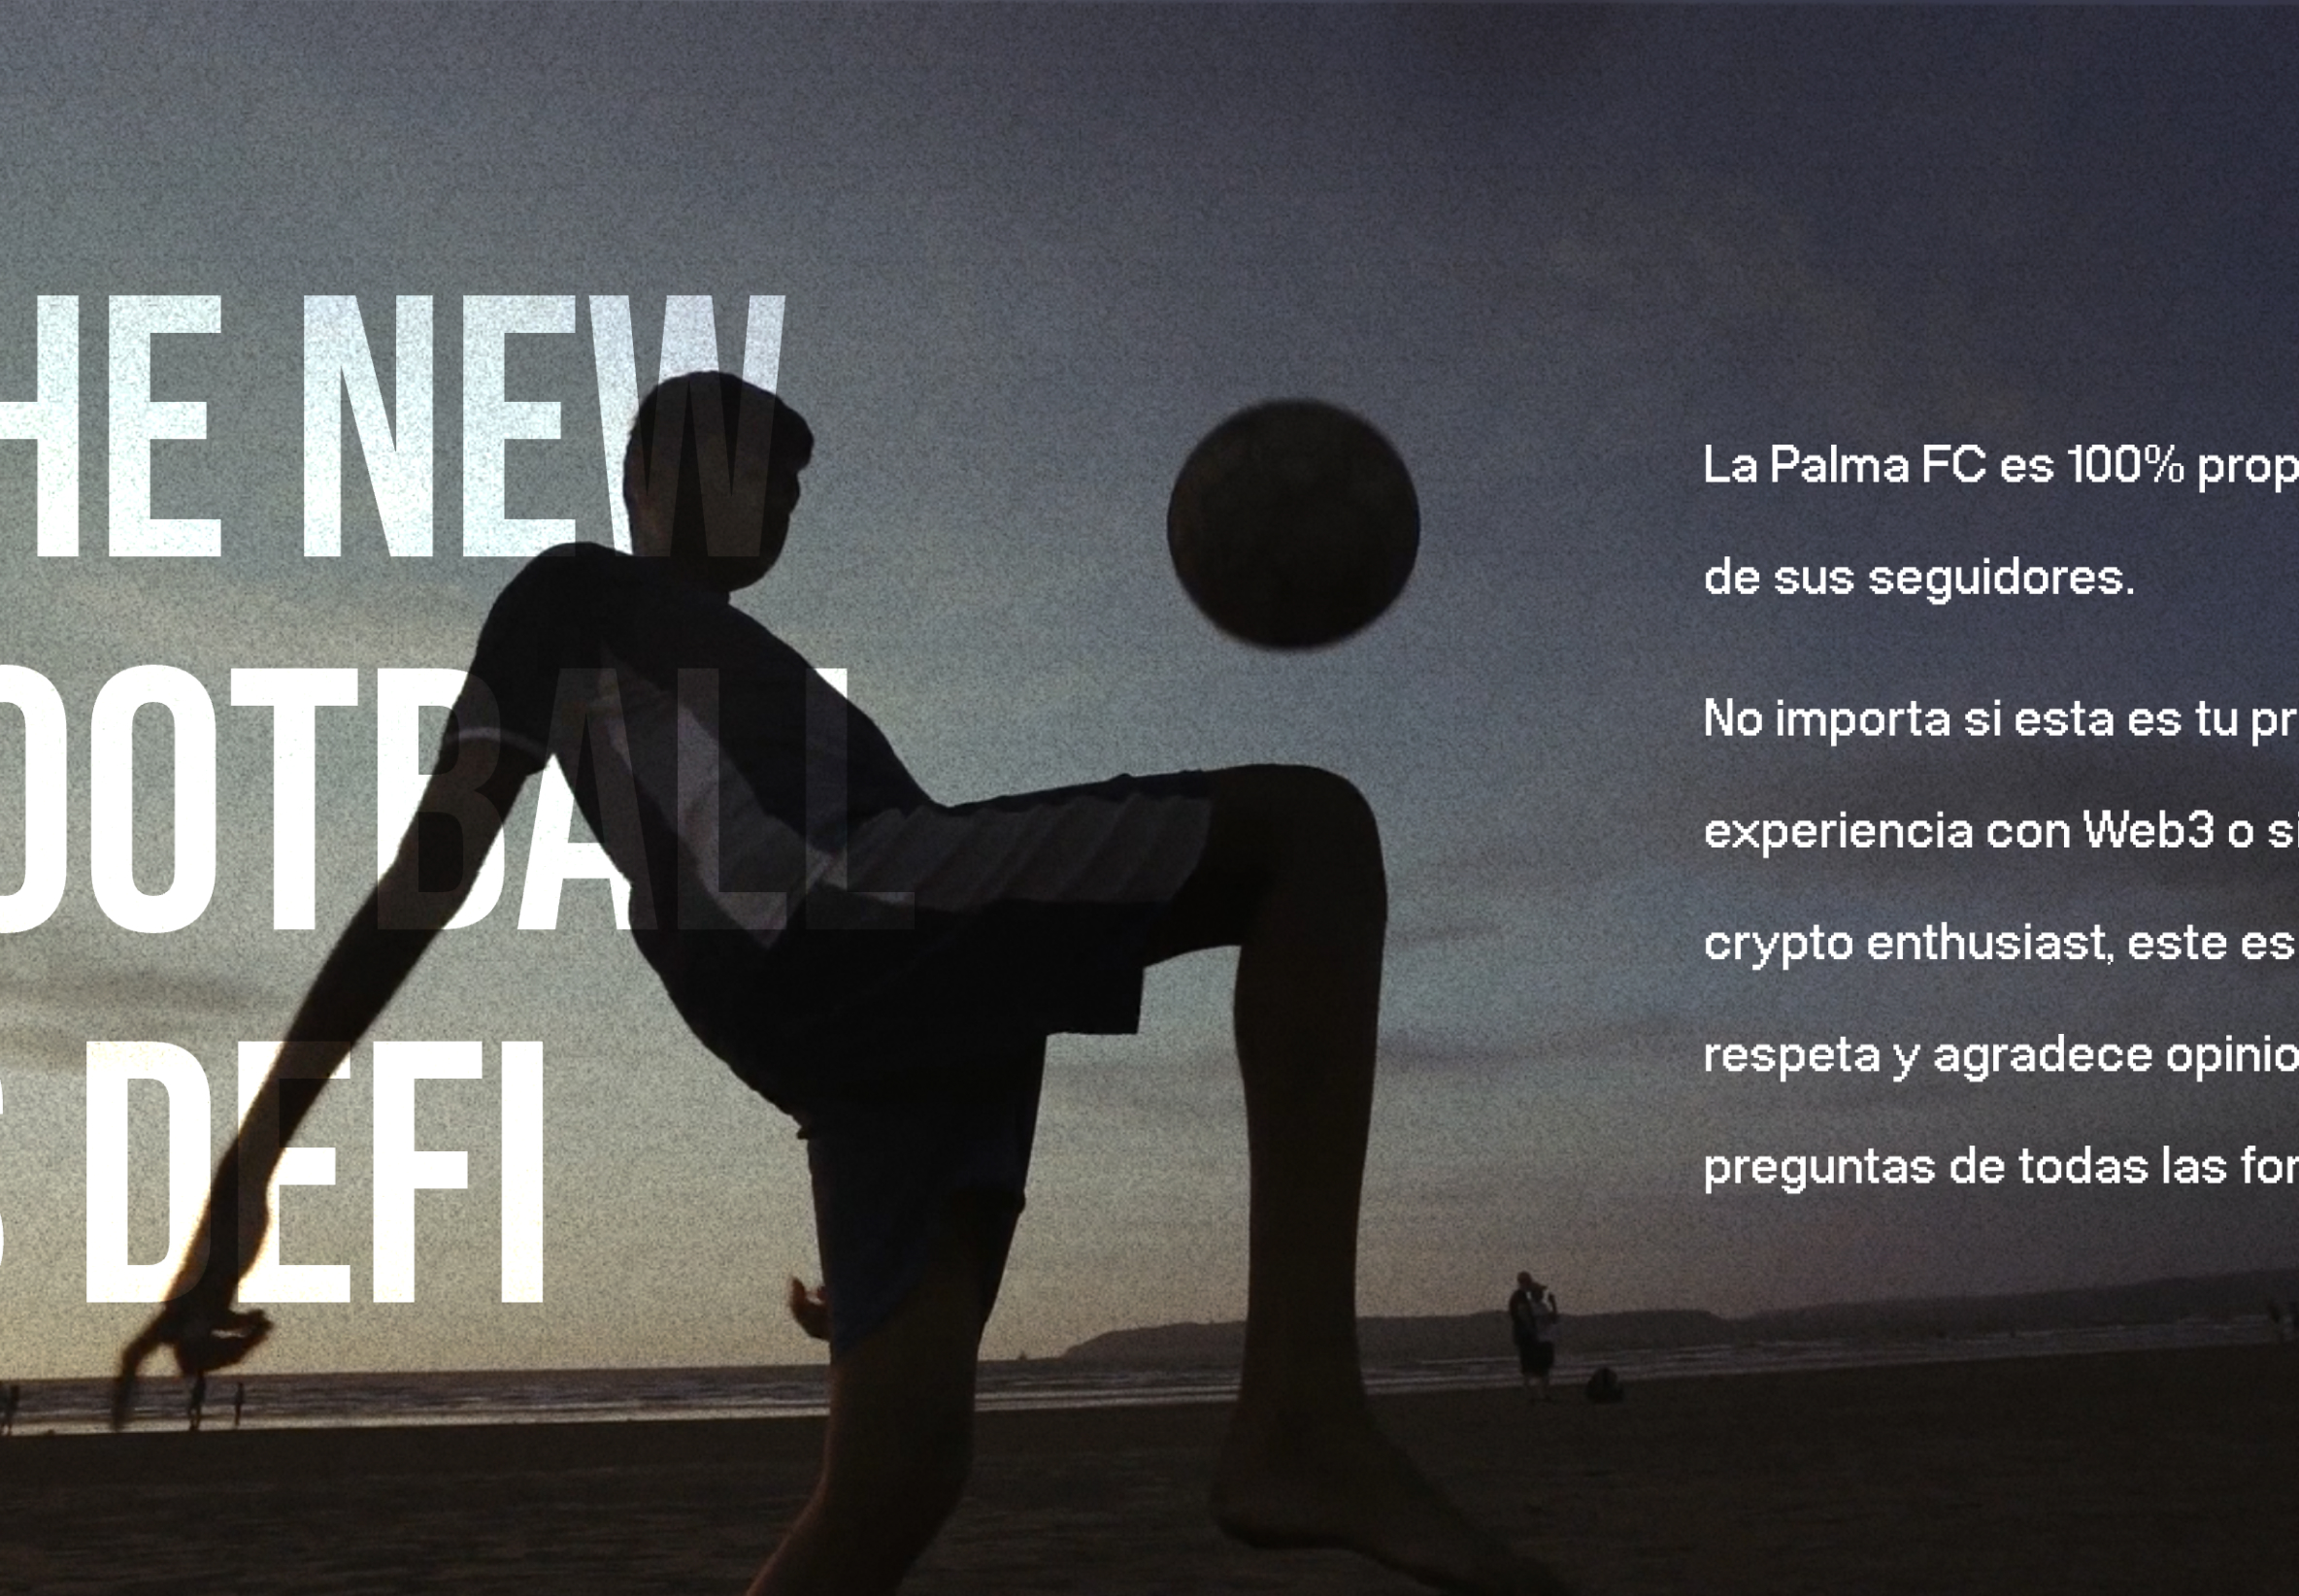 HE NEW
OOTBALL
S DEFI
La Palma FC es 100% prop
de sus seguidores.
No importa si esta es tu pr
experiencia con Web3 o si
crypto enthusiast, este es
respeta y agradece opinio
preguntas de todas las for